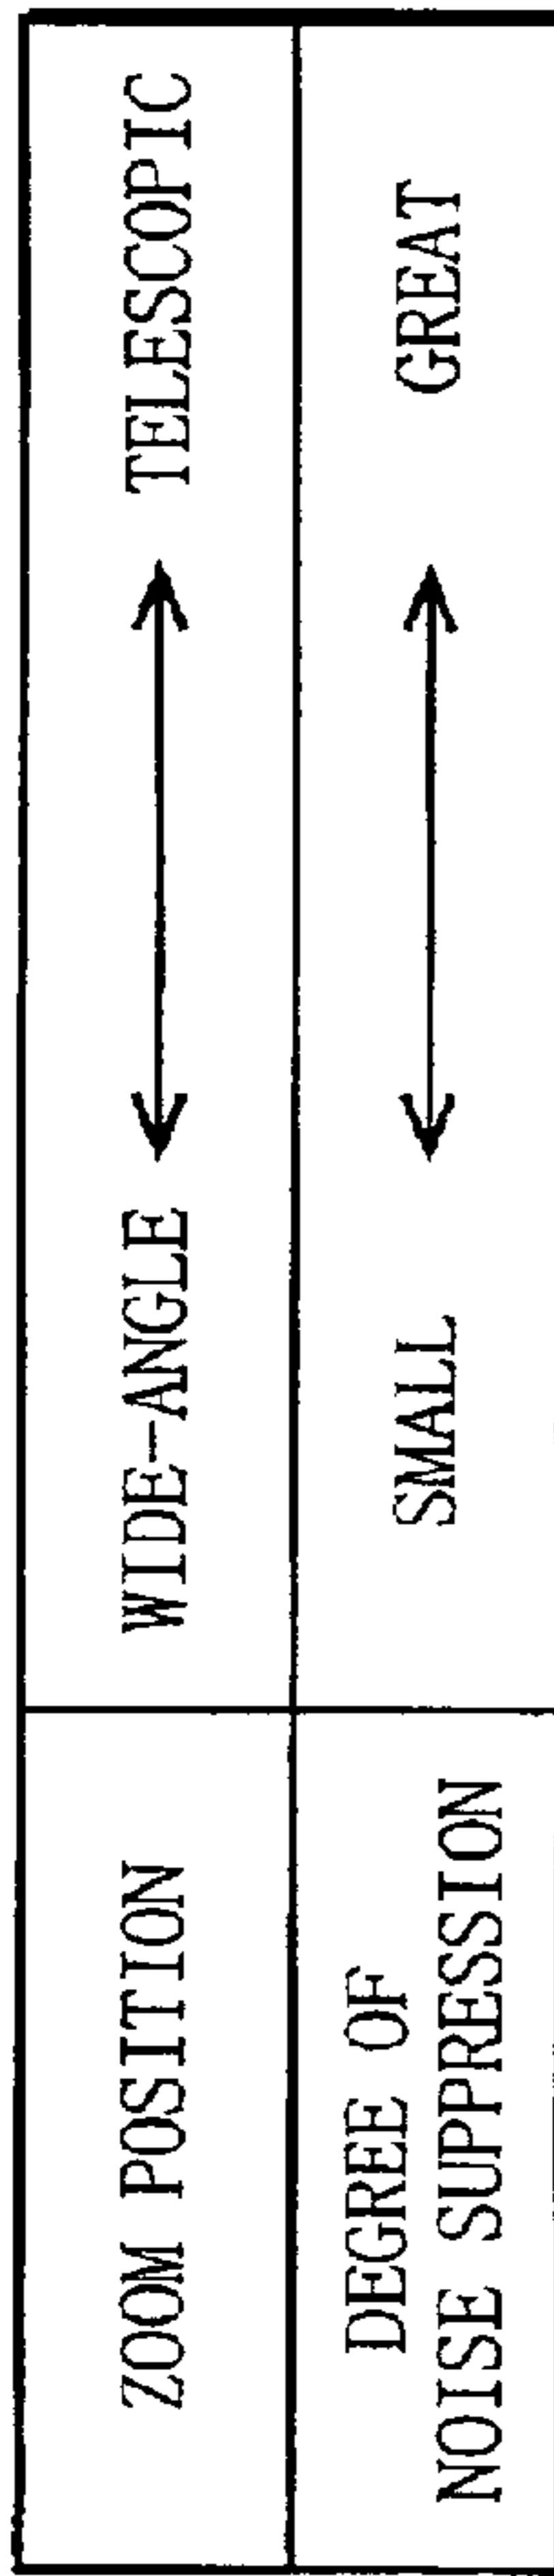 ZOOM POSITION
WIDE-ANGLE
TELESCOPIC
DEGREE OF
NOISE SUPPRESSION
SMALL
GREAT